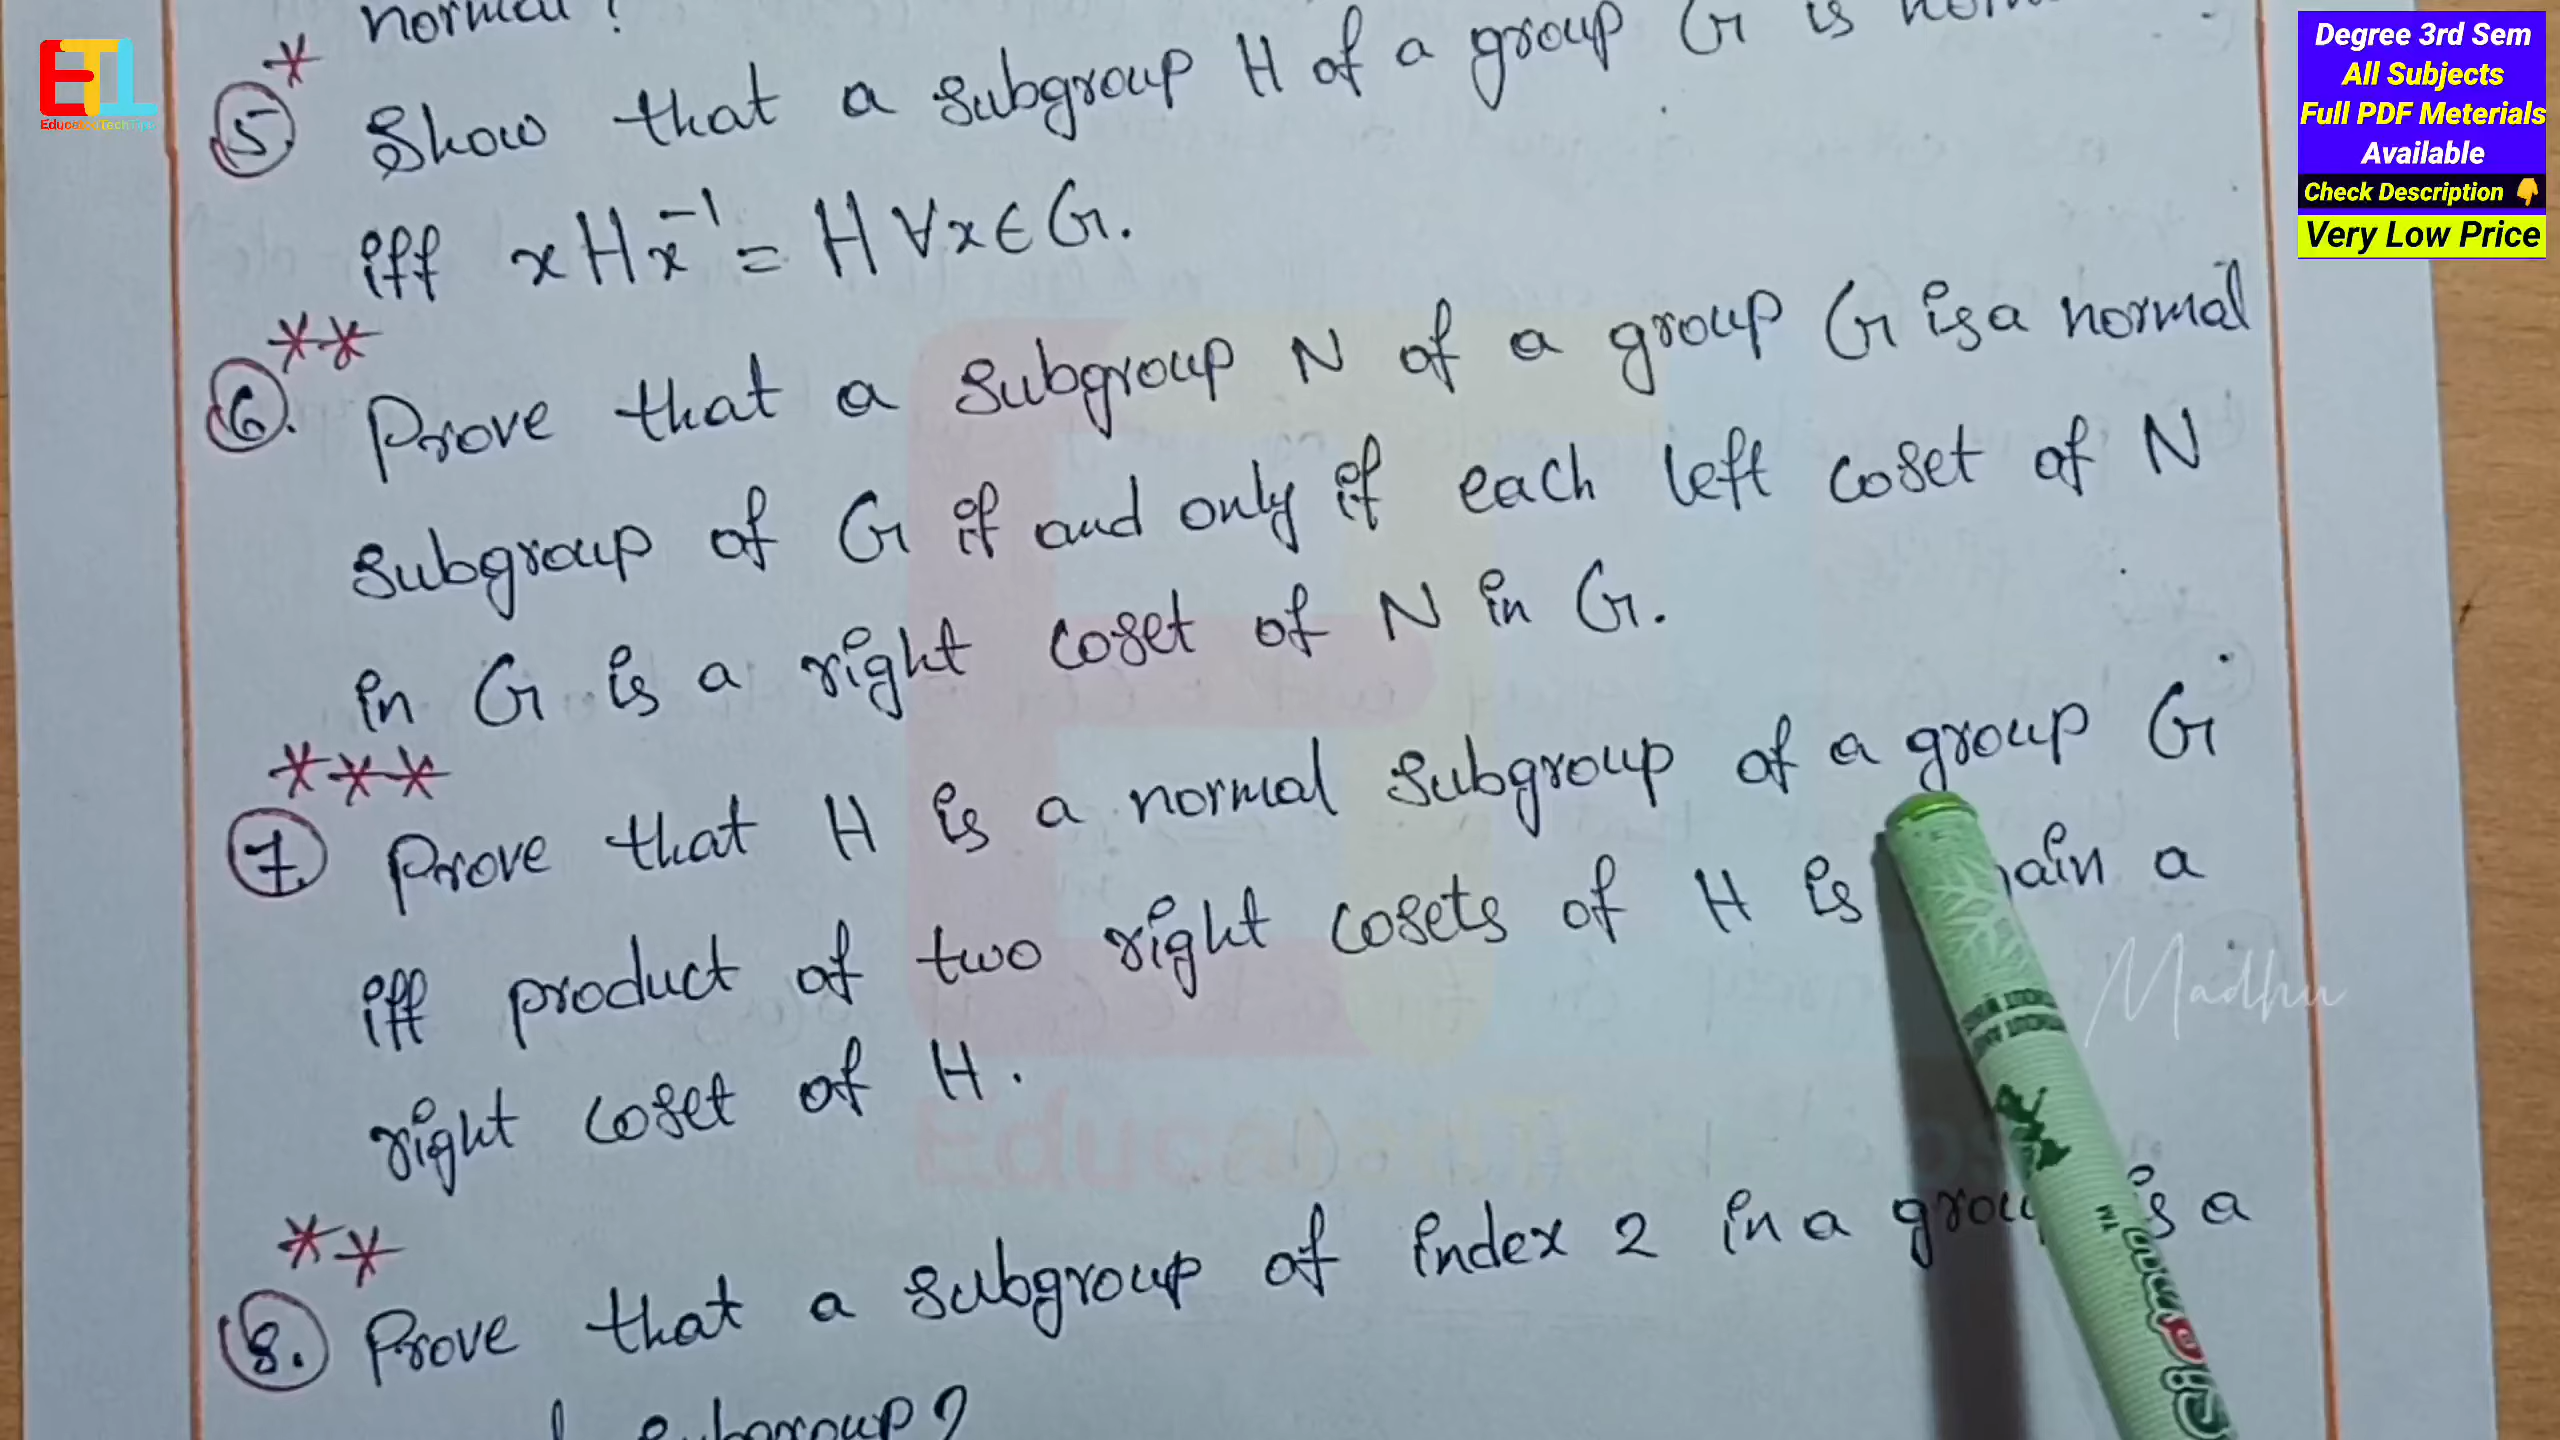 normal?
* 5. Show that a subgroup H of a group G is
iff xHx⁻¹ = H ∀x∈G.
** 6. Prove that a subgroup N of a group G is a normal
subgroup of G if and only if each left coset of N
in G is a right coset of N in G.
*** 7. Prove that H is a normal subgroup of a group G
iff product of two right cosets of H is a
right coset of H.
** 8. Prove that a subgroup of index 2 in a group is a
subgroup?
ETL
EducationTechTips
Degree 3rd Sem
All Subjects
Full PDF Meterials
Available
Check Description 👇
Very Low Price
Madhu